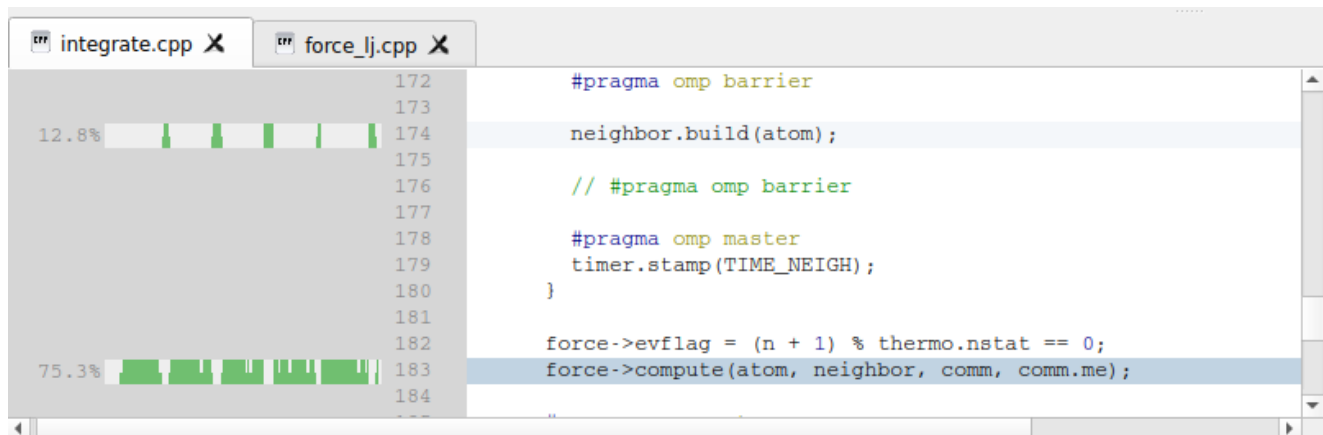 integrate.cpp force_lj.cpp
172 #pragma omp barrier
173
12.8% 174 neighbor.build(atom);
175
176 // #pragma omp barrier
177
178 #pragma omp master
179 timer.stamp(TIME_NEIGH);
180 }
181
182 force->evflag = (n + 1) % thermo.nstat == 0;
75.3% 183 force->compute(atom, neighbor, comm, comm.me);
184